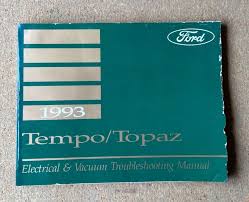 Ford
1993
Tempo/Topaz
Electrical & Vacuum Troubleshooting Manual